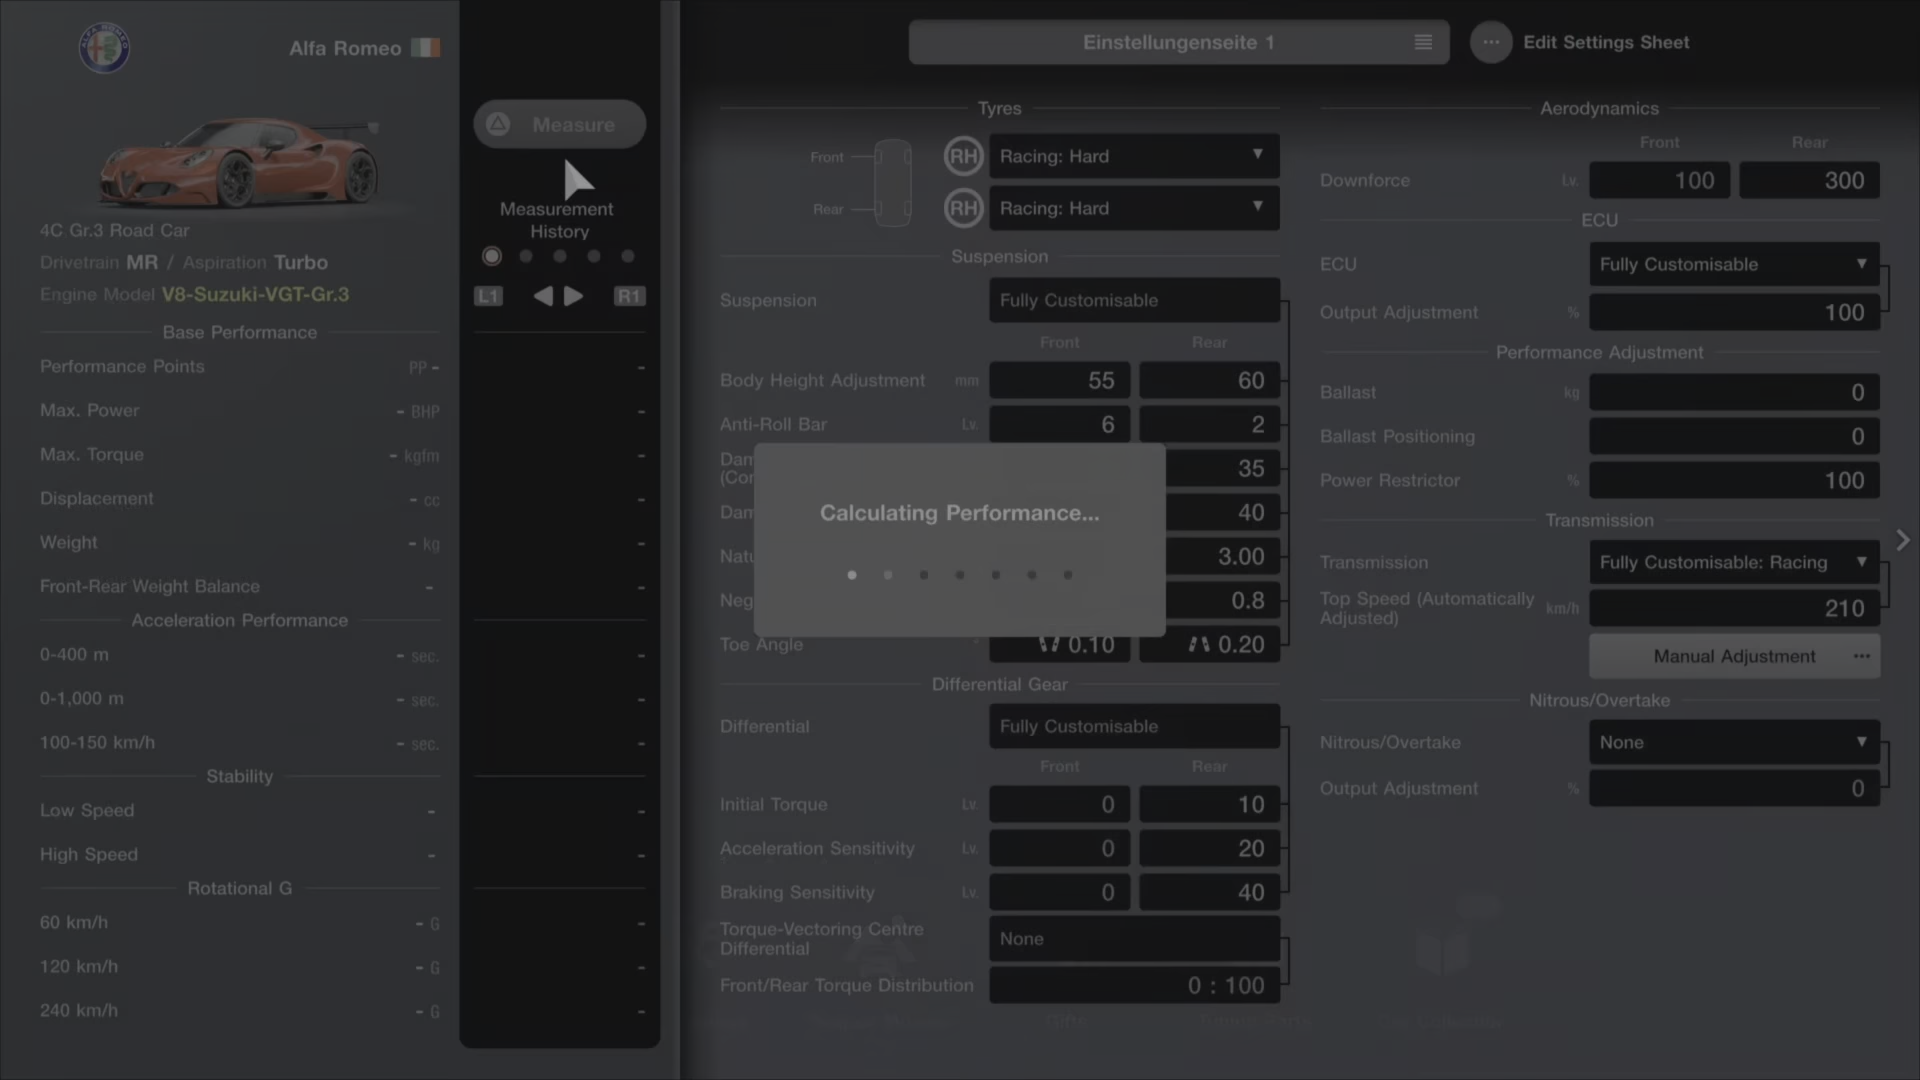 Alfa Romeo
4C Gr.3 Road Car
Drivetrain MR / Aspiration Turbo
Engine Model V8-Suzuki-VGT-Gr.3
Base Performance
Performance Points PP -
Max. Power - BHP
Max. Torque - kgfm
Displacement - cc
Weight - kg
Front-Rear Weight Balance -
Acceleration Performance
0-400 m - sec.
0-1,000 m - sec.
100-150 km/h - sec.
Stability
Low Speed -
High Speed -
Rotational G
60 km/h - G
120 km/h - G
240 km/h - G
Measure
Measurement
History
L1 R1
Einstellungenseite 1
Edit Settings Sheet
Tyres
Front RH Racing: Hard
Rear RH Racing: Hard
Suspension
Suspension Fully Customisable
Front Rear
Body Height Adjustment mm 55 60
Anti-Roll Bar Lv. 6 2
35
40
3.00
0.8
Toe Angle 0.10 0.20
Calculating Performance...
Differential Gear
Differential Fully Customisable
Front Rear
Initial Torque Lv. 0 10
Acceleration Sensitivity Lv. 0 20
Braking Sensitivity Lv. 0 40
Torque-Vectoring Centre
Differential None
Front/Rear Torque Distribution 0 : 100
Gifts
Aerodynamics
Front Rear
Downforce Lv. 100 300
ECU
ECU Fully Customisable
Output Adjustment % 100
Performance Adjustment
Ballast kg 0
Ballast Positioning 0
Power Restrictor % 100
Transmission
Transmission Fully Customisable: Racing
Top Speed (Automatically
Adjusted) km/h 210
Manual Adjustment
Nitrous/Overtake
Nitrous/Overtake None
Output Adjustment % 0